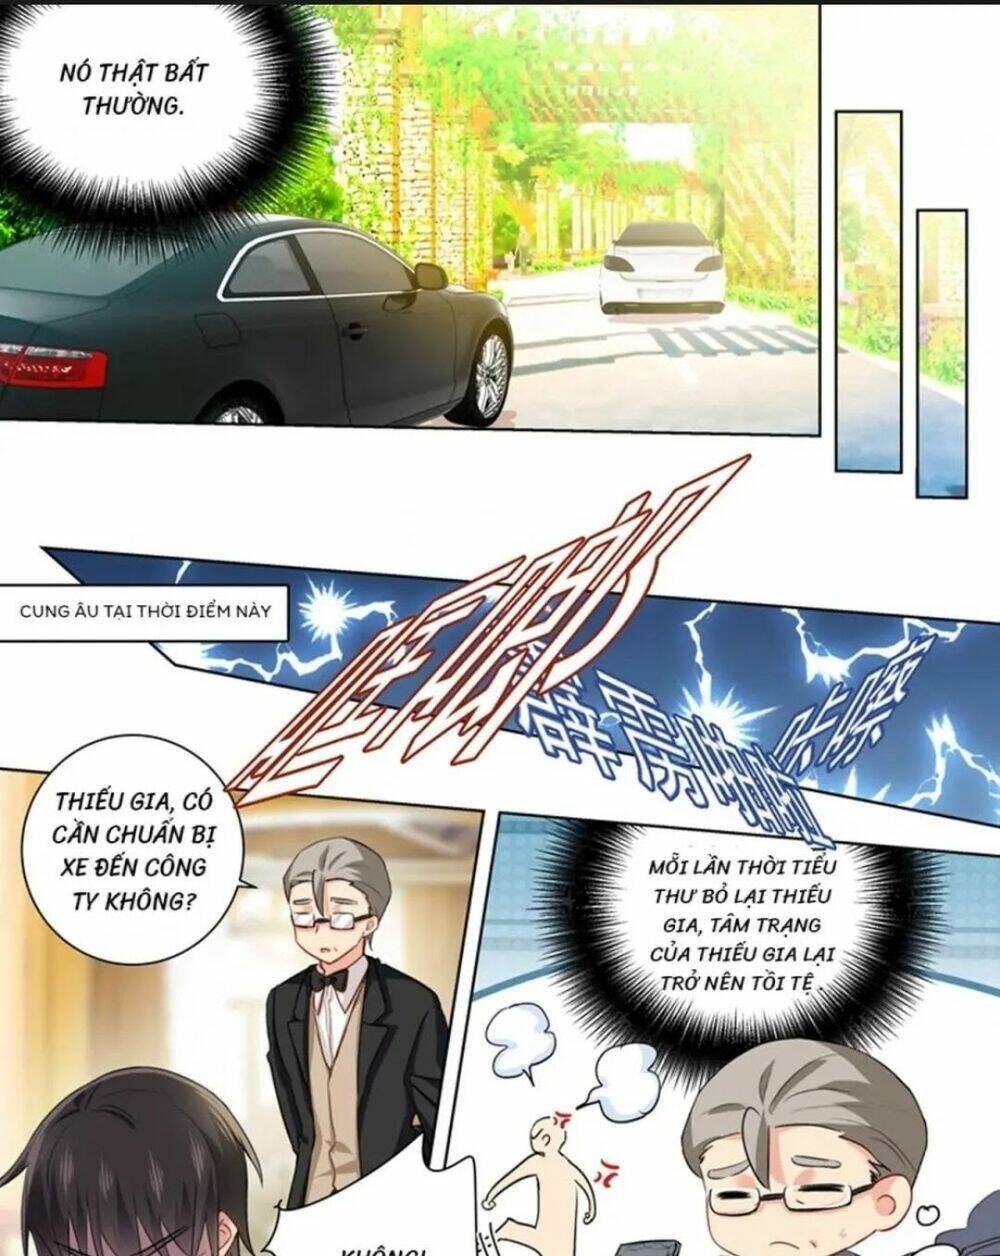 NÓ THẬT BẤT
THƯỜNG.
CUNG ÂU TẠI THỜI ĐIỂM NÀY
THIẾU GIA, CÓ
CẦN CHUẨN BỊ
XE ĐẾN CÔNG
TY KHÔNG?
MỖI LẦN THỜI TIỂU
THƯ BỎ LẠI THIẾU
GIA, TÂM TRẠNG
CỦA THIẾU GIA LẠI
TRỞ NÊN TỒI TỆ .
KHÔNG!